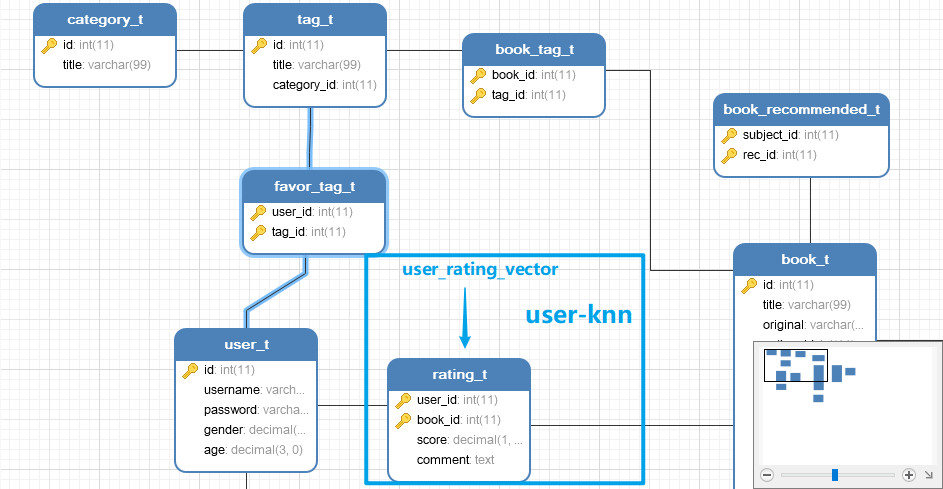 category_t
id: int(11)
title: varchar(99)
tag_t
id: int(11)
title: varchar(99)
category_id: int(11)
book_tag_t
book_id: int(11)
tag_id: int(11)
book_recommended_t
subject_id: int(11)
rec_id: int(11)
favor_tag_t
user_id: int(11)
tag_id: int(11)
user_rating_vector
user-knn
book_t
id: int(11)
title: varchar(99)
original: varchar(...
user_t
id: int(11)
username: varch...
password: varcha...
gender: decimal(...
age: decimal(3, 0)
rating_t
user_id: int(11)
book_id: int(11)
score: decimal(1, ...
comment: text